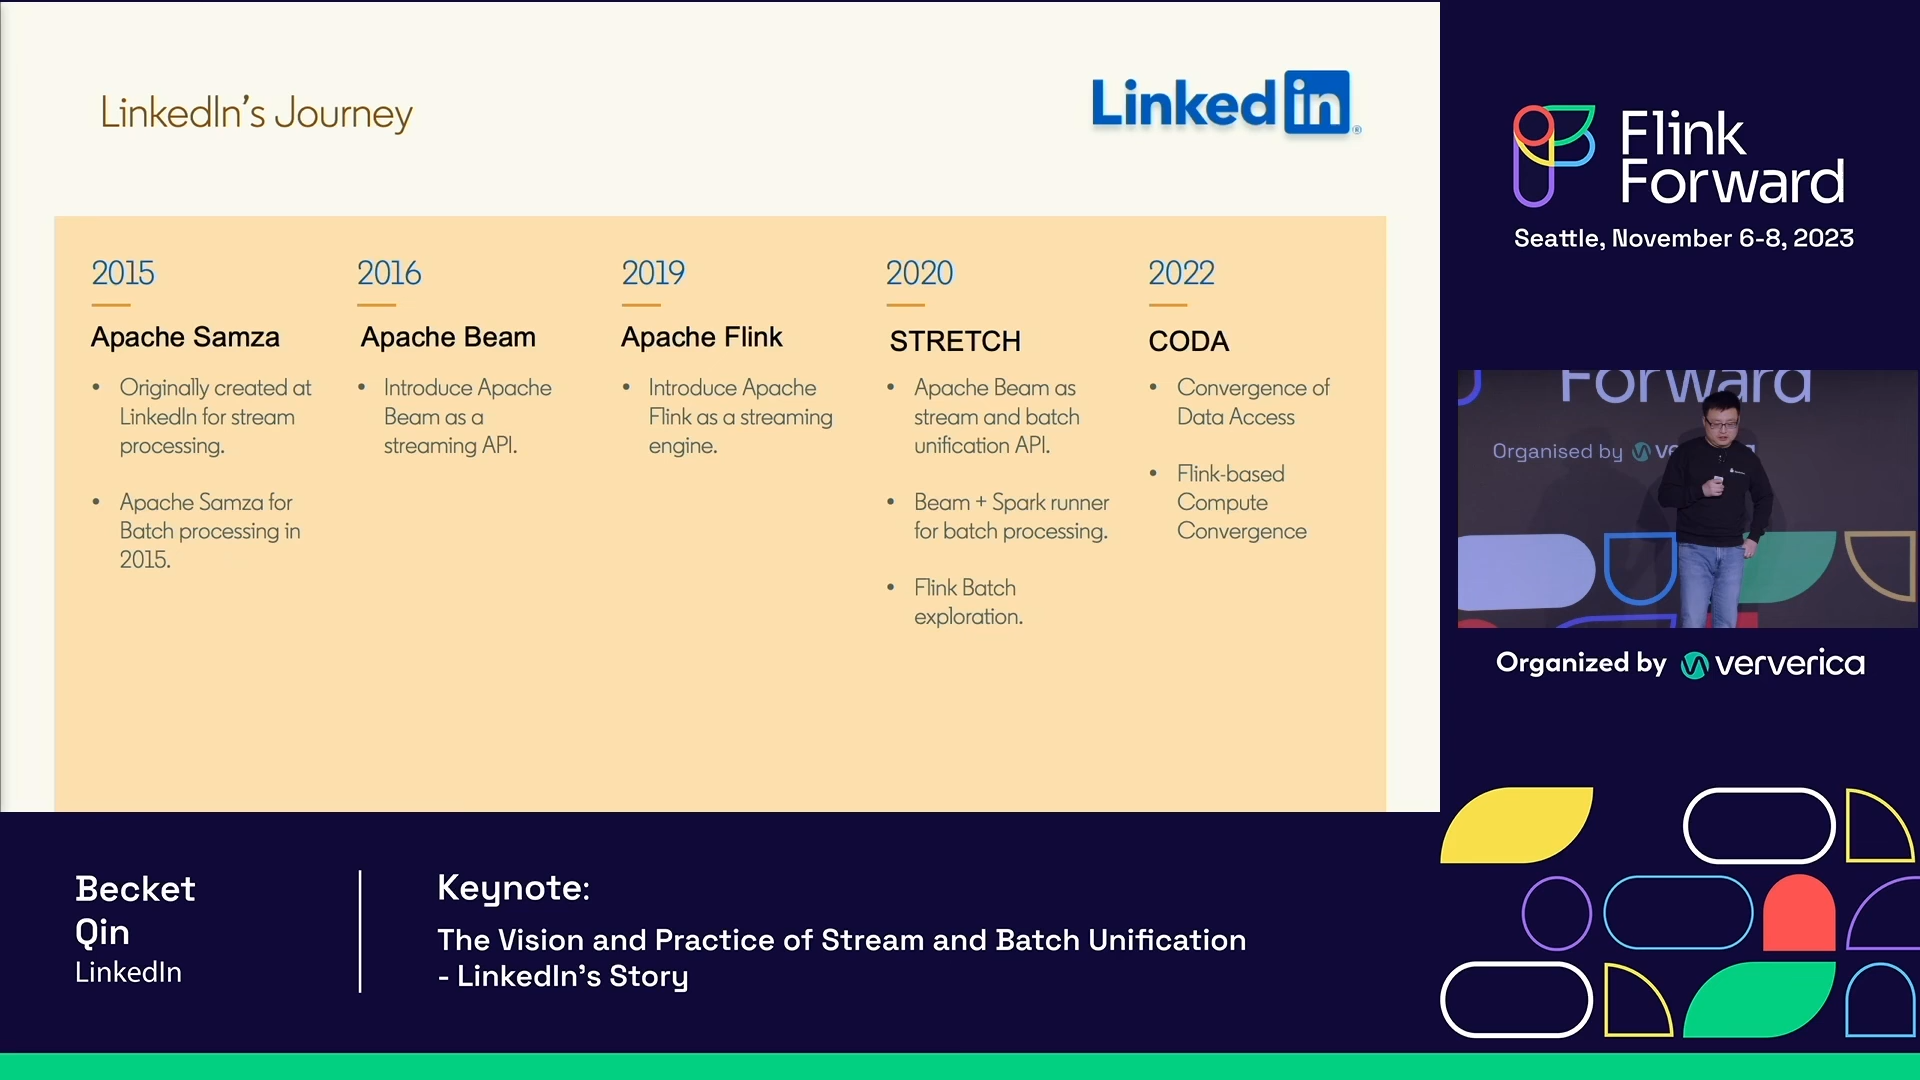 LinkedIn's Journey
Linked in®
2015
Apache Samza
• Originally created at
LinkedIn for stream
processing.
• Apache Samza for
Batch processing in
2015.
2016
Apache Beam
• Introduce Apache
Beam as a
streaming API.
2019
Apache Flink
• Introduce Apache
Flink as a streaming
engine.
2020
STRETCH
• Apache Beam as
stream and batch
unification API.
• Beam + Spark runner
for batch processing.
• Flink Batch
exploration.
2022
CODA
• Convergence of
Data Access
• Flink-based
Compute
Convergence
Flink
Forward
Seattle, November 6-8, 2023
Forward
Organised by
Organized by ververica
Becket
Qin
LinkedIn
Keynote:
The Vision and Practice of Stream and Batch Unification
- LinkedIn's Story